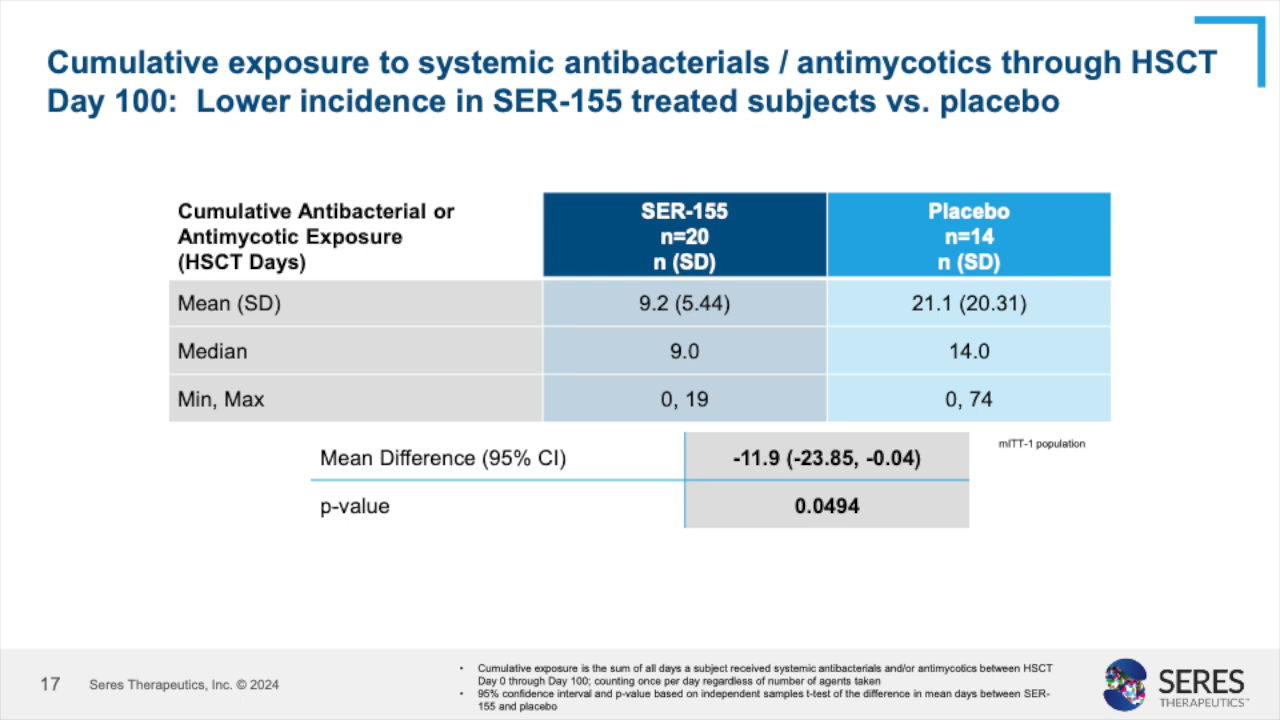 Cumulative exposure to systemic antibacterials / antimycotics through HSCT
Day 100:  Lower incidence in SER-155 treated subjects vs. placebo
Cumulative Antibacterial or
Antimycotic Exposure
(HSCT Days)
SER-155
n=20
n (SD)
Placebo
n=14
n (SD)
Mean (SD) 9.2 (5.44) 21.1 (20.31)
Median 9.0 14.0
Min, Max 0, 19 0, 74
mITT-1 population
Mean Difference (95% CI) -11.9 (-23.85, -0.04)
p-value 0.0494
17 Seres Therapeutics, Inc. © 2024
• Cumulative exposure is the sum of all days a subject received systemic antibacterials and/or antimycotics between HSCT
Day 0 through Day 100; counting once per day regardless of number of agents taken
• 95% confidence interval and p-value based on independent samples t-test of the difference in mean days between SER-
155 and placebo
SERES
THERAPEUTICS™